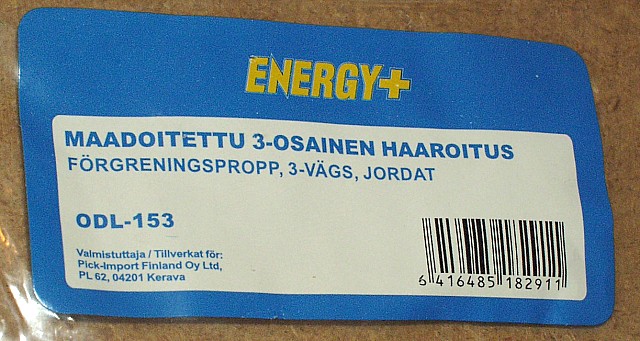 ENERGY+
MAADOITETTU 3-OSAINEN HAAROITUS
FÖRGRENINGSPROPP, 3-VÄGS, JORDAT
ODL-153
Valmistuttaja / Tillverkat för:
Pick-Import Finland Oy Ltd,
PL 62, 04201 Kerava
6 416485 182911